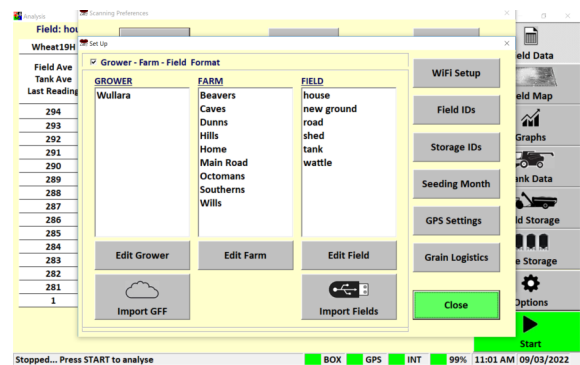 Analysis
Scanning Preferences
Field: hou
Set Up
Wheat19H
Grower - Farm - Field Format
Field Ave
Tank Ave
Last Reading
GROWER
FARM
FIELD
Wullara
Beavers
Caves
Dunns
Hills
Home
Main Road
Octomans
Southerns
Wills
house
new ground
road
shed
tank
wattle
294
293
292
291
290
289
288
287
286
285
284
283
282
281
1
Edit Grower
Edit Farm
Edit Field
Import GFF
Import Fields
WiFi Setup
Field IDs
Storage IDs
Seeding Month
GPS Settings
Grain Logistics
Close
eld Data
eld Map
Graphs
ank Data
ld Storage
e Storage
Options
Start
Stopped... Press START to analyse
BOX
GPS
INT
99%
11:01 AM
09/03/2022